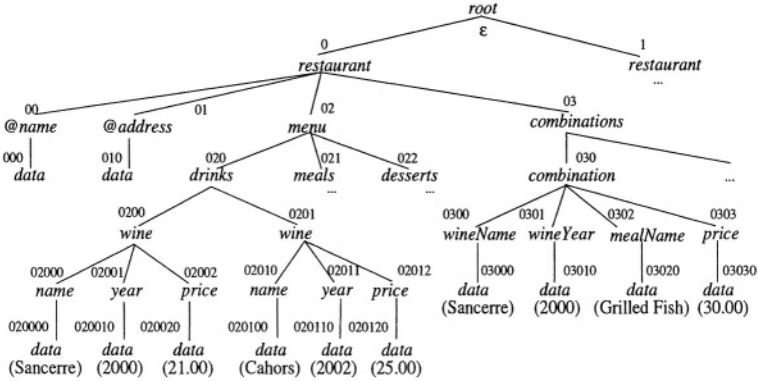 root
ε
0 1
restaurant restaurant
...
00 01 02 03
@name @address menu combinations
000 010 020 021 022 030
data data drinks meals desserts combination ...
... ...
0200 0201 0300 0301 0302 0303
wine wine wineName wineYear mealName price
02000 02001 02002 02010 02011 02012 03000 03010 03020 03030
name year price name year price data data data data
(Sancerre) (2000) (Grilled Fish) (30.00)
020000 020010 020020 020100 020110 020120
data data data data data data
(Sancerre) (2000) (21.00) (Cahors) (2002) (25.00)